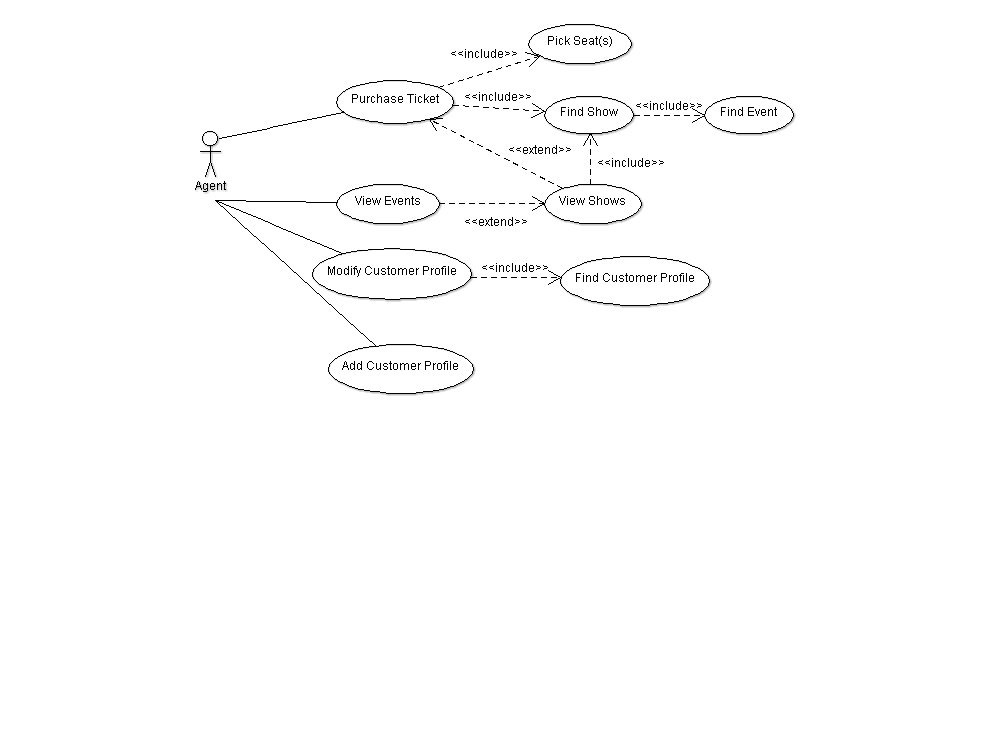 Pick Seat(s)
<<include>>
Purchase Ticket
<<include>>
Find Show
<<include>>
Find Event
<<extend>>
<<include>>
Agent
View Events
<<extend>>
View Shows
Modify Customer Profile
<<include>>
Find Customer Profile
Add Customer Profile